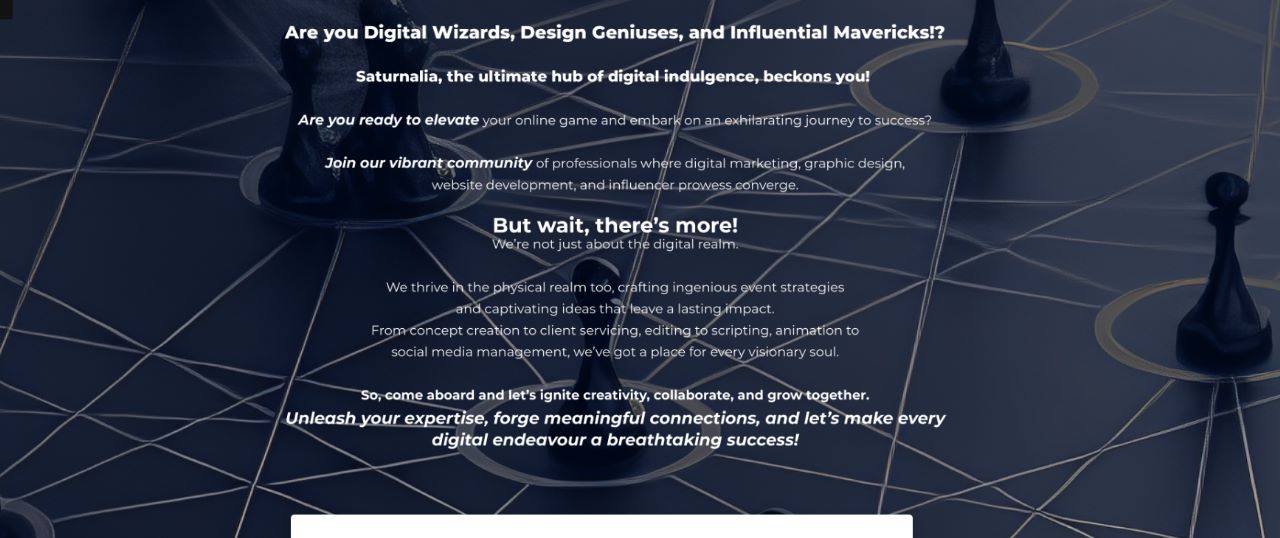 Are you Digital Wizards, Design Geniuses, and Influential Mavericks!?
Saturnalia, the ultimate hub of digital indulgence, beckons you!
Are you ready to elevate your online game and embark on an exhilarating journey to success?
Join our vibrant community of professionals where digital marketing, graphic design,
website development, and influencer prowess converge.
But wait, there’s more!
We’re not just about the digital realm.
We thrive in the physical realm too, crafting ingenious event strategies
and captivating ideas that leave a lasting impact.
From concept creation to client servicing, editing to scripting, animation to
social media management, we’ve got a place for every visionary soul.
So, come aboard and let’s ignite creativity, collaborate, and grow together.
Unleash your expertise, forge meaningful connections, and let’s make every
digital endeavour a breathtaking success!